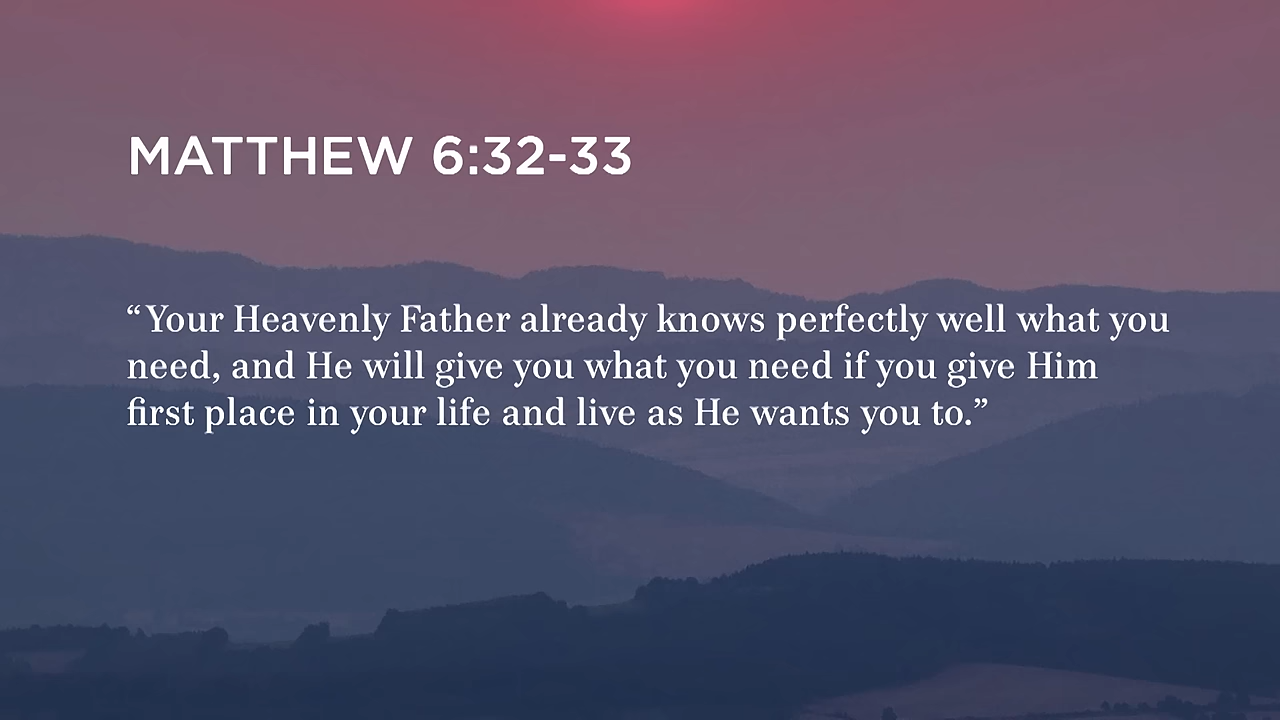 MATTHEW 6:32-33
“Your Heavenly Father already knows perfectly well what you
need, and He will give you what you need if you give Him
first place in your life and live as He wants you to.”